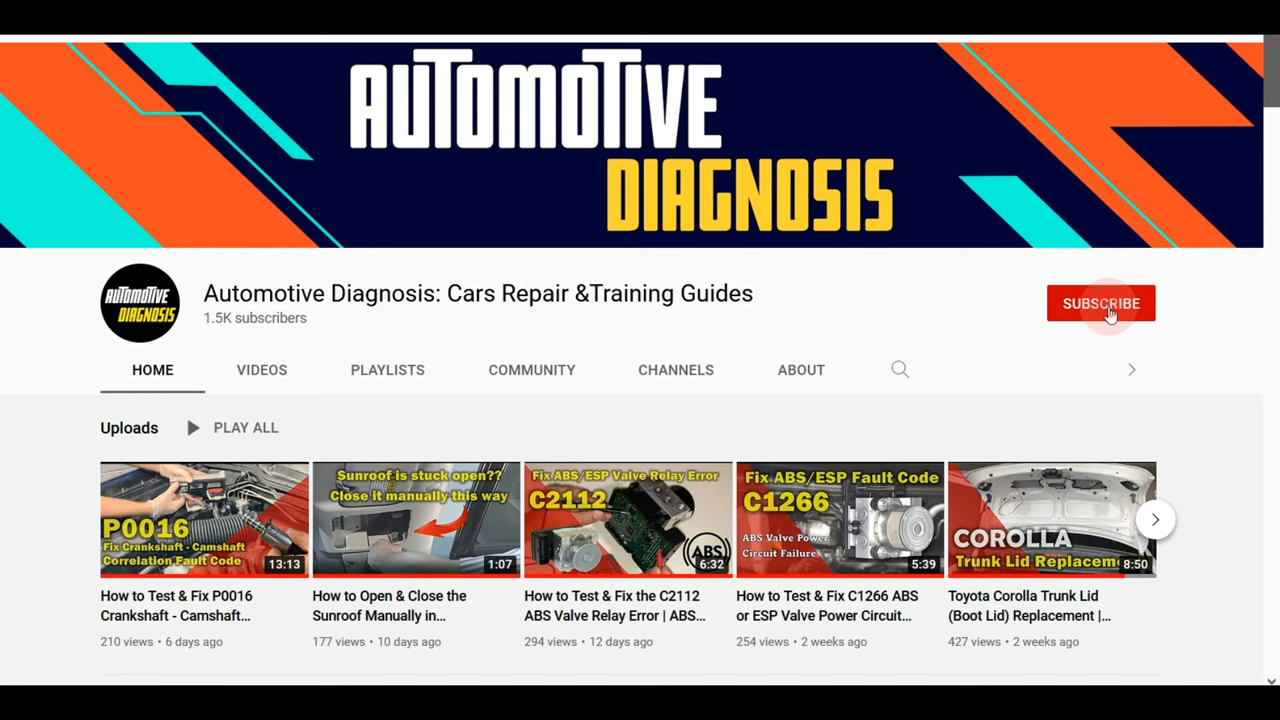 AUTOMOTIVE
DIAGNOSIS
AUTOMOTIVE
DIAGNOSIS
Automotive Diagnosis: Cars Repair &Training Guides
1.5K subscribers
SUBSCRIBE
HOME
VIDEOS
PLAYLISTS
COMMUNITY
CHANNELS
ABOUT
Uploads
PLAY ALL
P0016
Fix Crankshaft - Camshaft
Correlation Fault Code
13:13
Sunroof is stuck open??
Close it manually this way
1:07
Fix ABS/ESP Valve Relay Error
C2112
ABS
6:32
Fix ABS/ESP Fault Code
C1266
ABS Valve Power
Circuit Failure
5:39
COROLLA
Trunk Lid Replacem
8:50
How to Test & Fix P0016
Crankshaft - Camshaft...
210 views • 6 days ago
How to Open & Close the
Sunroof Manually in...
177 views • 10 days ago
How to Test & Fix the C2112
ABS Valve Relay Error | ABS...
294 views • 12 days ago
How to Test & Fix C1266 ABS
or ESP Valve Power Circuit...
254 views • 2 weeks ago
Toyota Corolla Trunk Lid
(Boot Lid) Replacement |...
427 views • 2 weeks ago